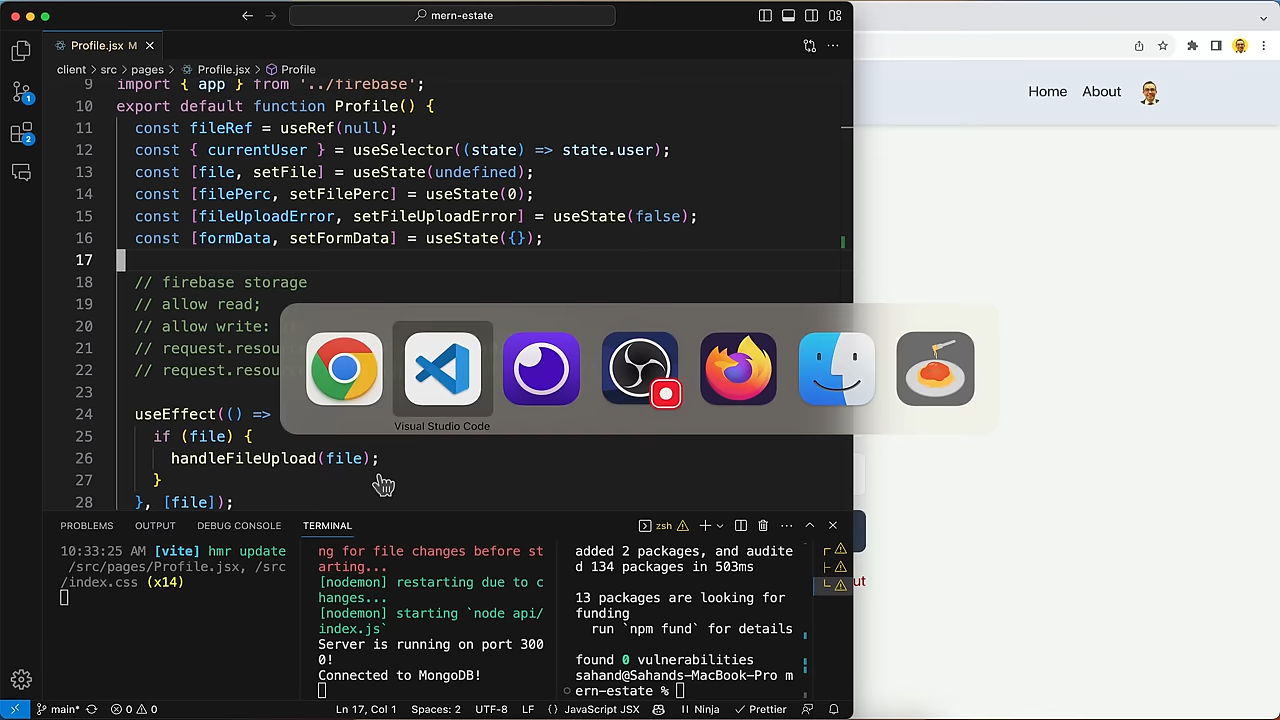 mern-estate
Profile.jsx M
client > src > pages > Profile.jsx > Profile
9 import { app } from '../firebase';
10 export default function Profile() {
11 const fileRef = useRef(null);
12 const { currentUser } = useSelector((state) => state.user);
13 const [file, setFile] = useState(undefined);
14 const [filePerc, setFilePerc] = useState(0);
15 const [fileUploadError, setFileUploadError] = useState(false);
16 const [formData, setFormData] = useState({});
17
18 // firebase storage
19 // allow read;
20 // allow write:
21 // request.resou
22 // request.resou
23
24 useEffect(() =>
25 if (file) {
26 handleFileUpload(file);
27 }
28 }, [file]);
Visual Studio Code
Home About
1
2
PROBLEMS OUTPUT DEBUG CONSOLE TERMINAL zsh
10:33:25 AM [vite] hmr update
/src/pages/Profile.jsx, /src
/index.css (x14)
ng for file changes before st
arting...
[nodemon] restarting due to c
hanges...
[nodemon] starting `node api/
index.js`
Server is running on port 300
0!
Connected to MongoDB!
added 2 packages, and audite
d 134 packages in 503ms
13 packages are looking for
funding
run `npm fund` for details
found 0 vulnerabilities
sahand@Sahands-MacBook-Pro m
ern-estate %
ut
main* 0 0 Ln 17, Col 1 Spaces: 2 UTF-8 LF {} JavaScript JSX Ninja Prettier